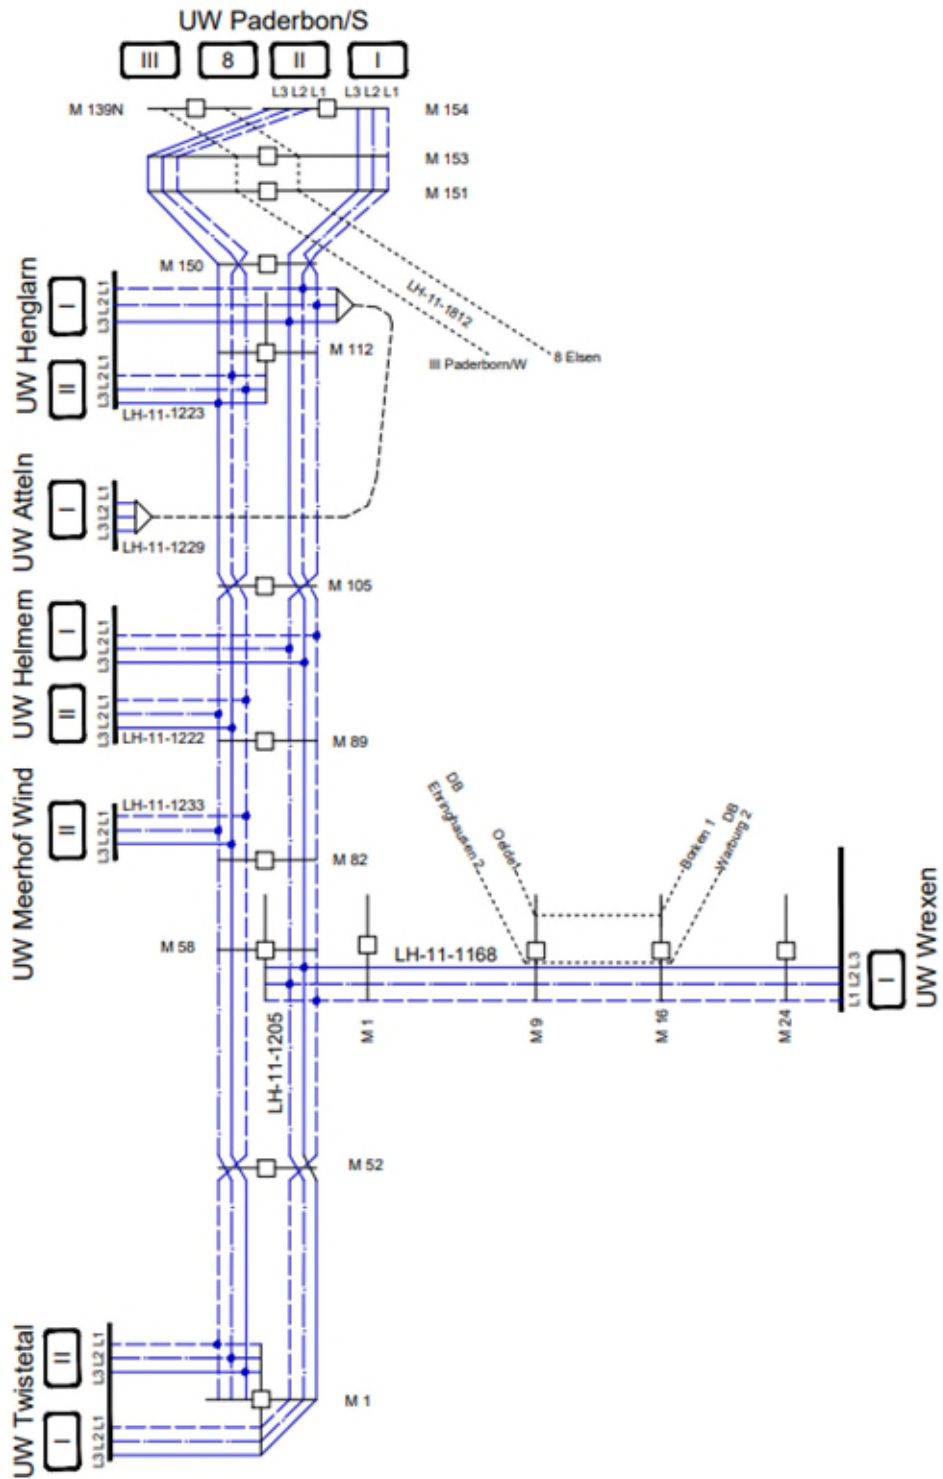 UW Paderbon/S
III 8 II I
L3 L2 L1 L3 L2 L1
M 139N M 154
M 153
M 151
M 150
UW Henglarn
I
L3 L2 L1
LH-11-1812
III Paderborn/W
8 Elsen
M 112
II
L3 L2 L1
LH-11-1223
UW Atteln
I
L3 L2 L1
LH-11-1229
M 105
UW Helmern
I
L3 L2 L1
II
L3 L2 L1
LH-11-1222
M 89
UW Meerhof Wind
II
L3 L2 L1
LH-11-1233
M 82
DB
Ehringhausen 2
Oelde1
Borken 1
DB
Warburg 2
M 58
LH-11-1168
L1 L2 L3
I
UW Wrexen
LH-11-1205
M 1
M 9
M 16
M 24
M 52
UW Twistetal
II
L3 L2 L1
I
L3 L2 L1
M 1